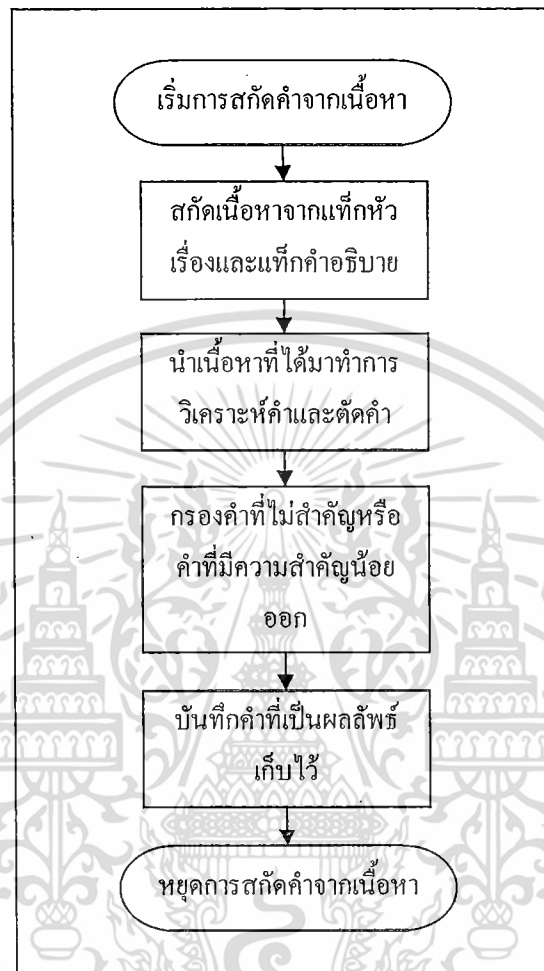 เริ่มการสกัดคำจากเนื้อหา
สกัดเนื้อหาจากแท็กหัว
เรื่องและแท็กคำอธิบาย
นำเนื้อหาที่ได้มาทำการ
วิเคราะห์คำและตัดคำ
กรองคำที่ไม่สำคัญหรือ
คำที่มีความสำคัญน้อย
ออก
บันทึกคำที่เป็นผลลัพธ์
เก็บไว้
หยุดการสกัดคำจากเนื้อหา